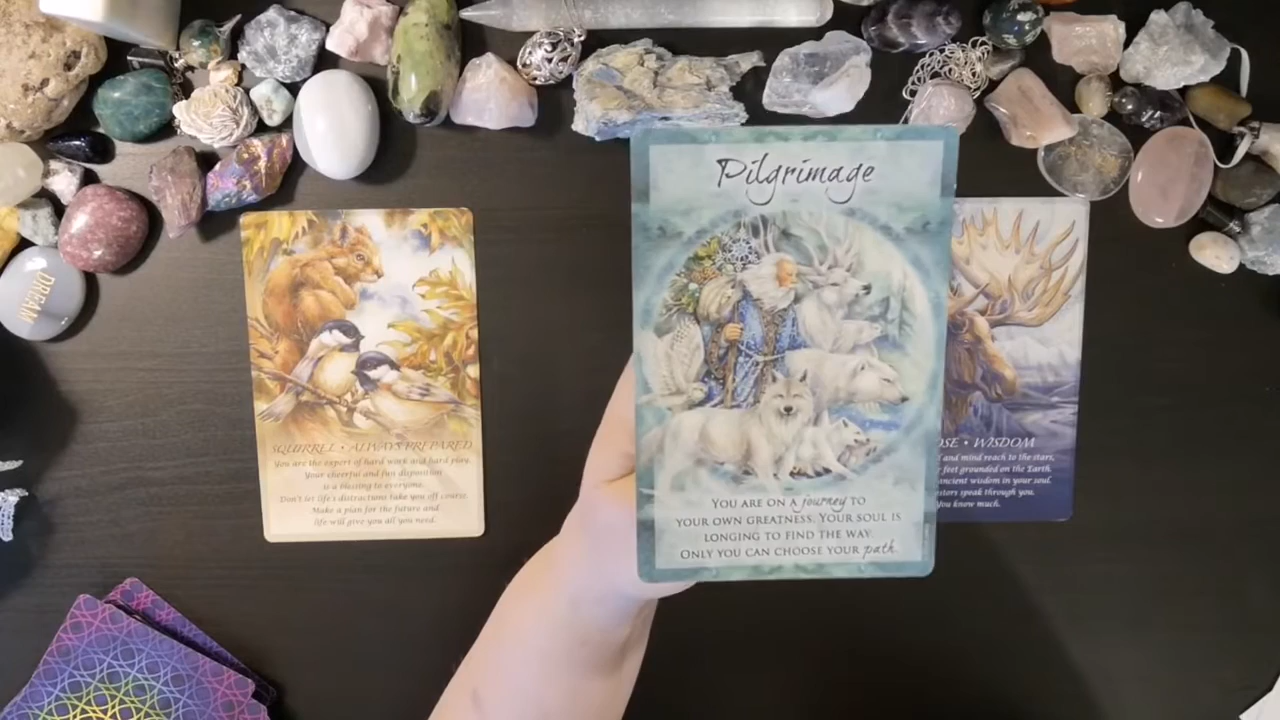 DREAM
Pilgrimage
YOU ARE ON A journey TO
YOUR OWN GREATNESS. YOUR SOUL IS
LONGING TO FIND THE WAY.
ONLY YOU CAN CHOOSE YOUR path.
SQUIRREL • ALWAYS PREPARED
You are the expert of hard work and hard play.
Your cheerful and fun disposition
is a blessing to everyone.
Don't let life's distractions take you off course.
Make a plan for the future and
life will give you all you need.
OSE • WISDOM
and mind reach to the stars,
feet grounded on the Earth.
ancient wisdom in your soul.
stors speak through you.
You know much.